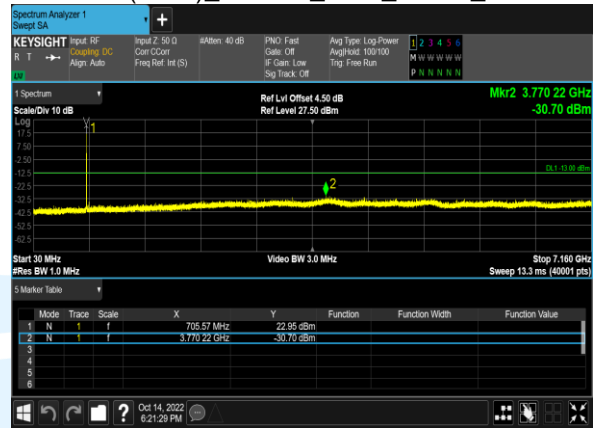 Spectrum Analyzer 1
Swept SA
KEYSIGHT Input: RF Input Z: 50 Ω #Atten: 40 dB PNO: Fast Avg Type: Log-Power 1 2 3 4 5 6
R T Coupling: DC Corr CCorr Gate: Off Avg|Hold: 100/100 M W W W W W
Align: Auto Freq Ref: Int (S) IF Gain: Low Trig: Free Run
LU Sig Track: Off P N N N N N
1 Spectrum Ref Lvl Offset 4.50 dB Mkr2 3.770 22 GHz
Scale/Div 10 dB Ref Level 27.50 dBm -30.70 dBm
Log
17.5 1
7.50
-2.50
-12.5 DL1 -13.00 dBm
-22.5 2
-32.5
-42.5
-52.5
-62.5
Start 30 MHz Video BW 3.0 MHz Stop 7.160 GHz
#Res BW 1.0 MHz Sweep 13.3 ms (40001 pts)
5 Marker Table
Mode Trace Scale X Y Function Function Width Function Value
1 N 1 f 705.57 MHz 22.95 dBm
2 N 1 f 3.770 22 GHz -30.70 dBm
3
4
5
6
? Oct 14, 2022
6:21:29 PM